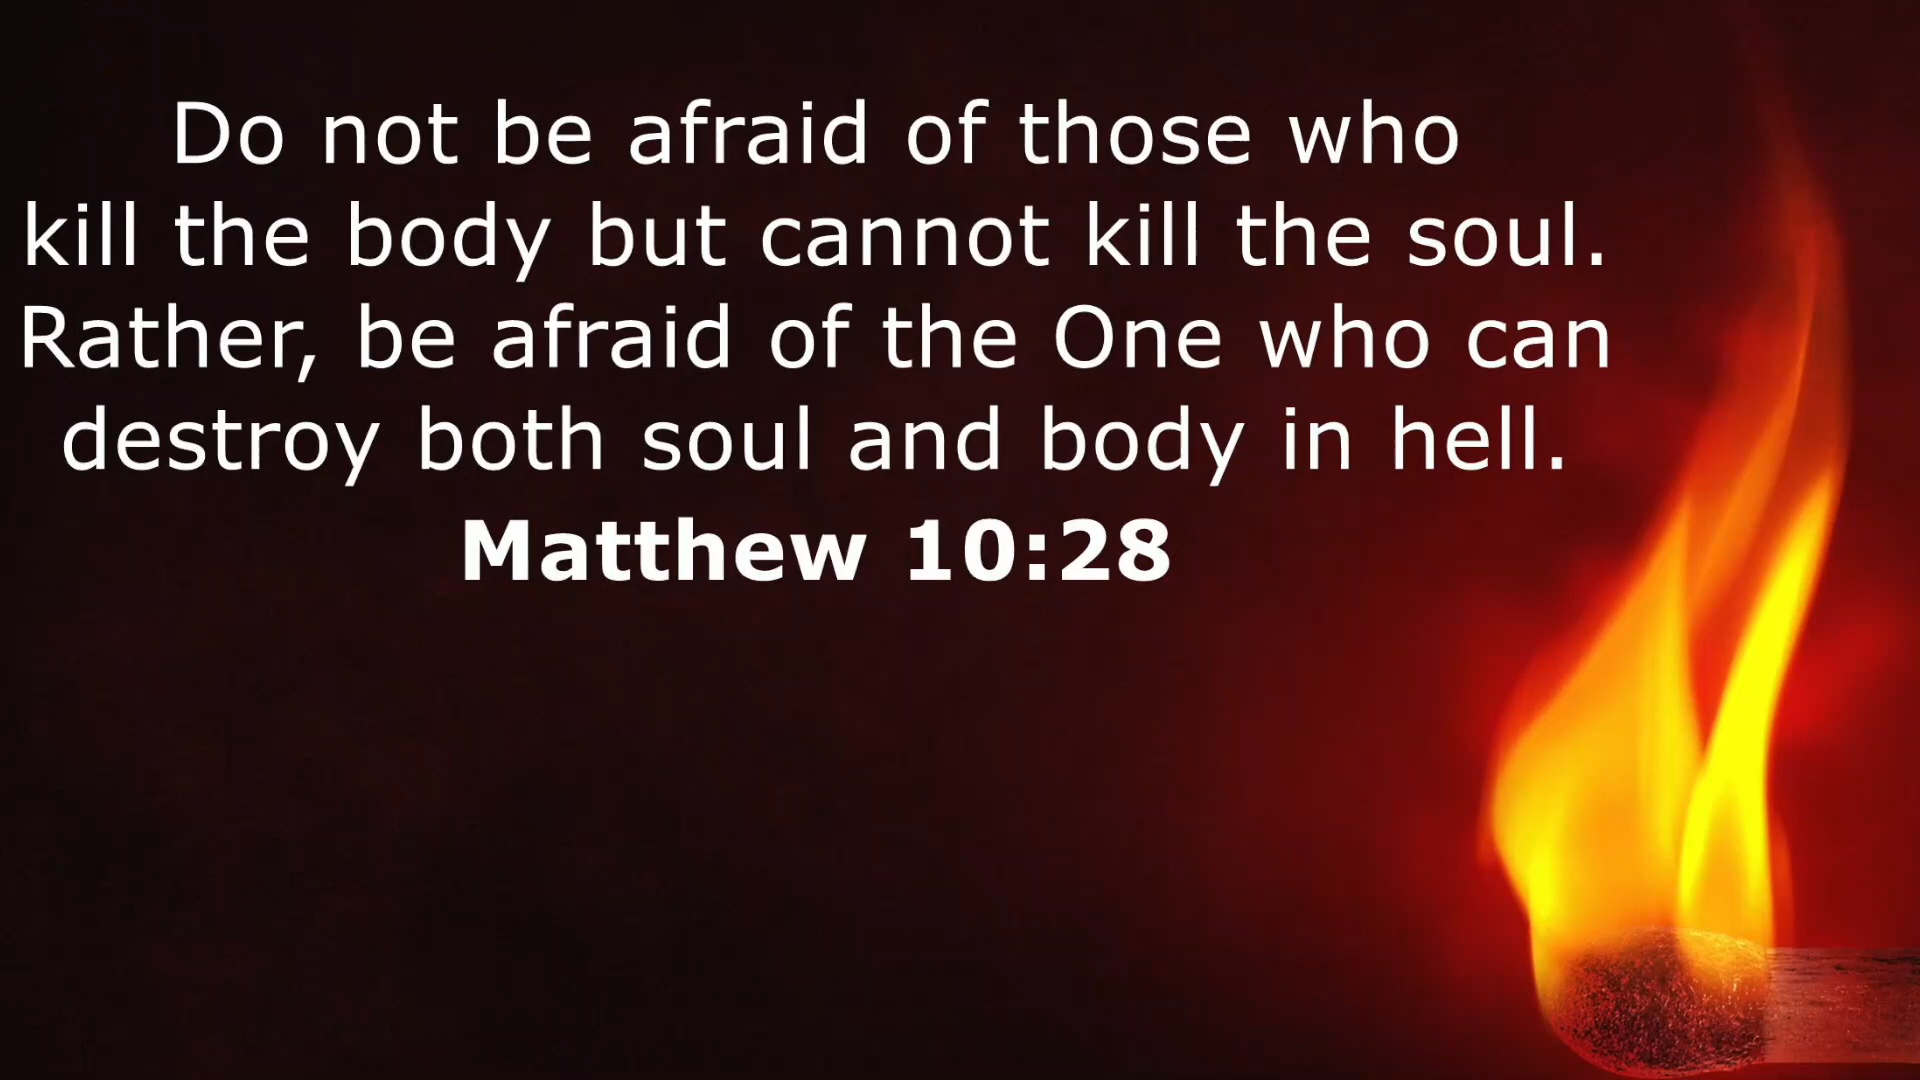 Do not be afraid of those who
kill the body but cannot kill the soul.
Rather, be afraid of the One who can
destroy both soul and body in hell.
Matthew 10:28